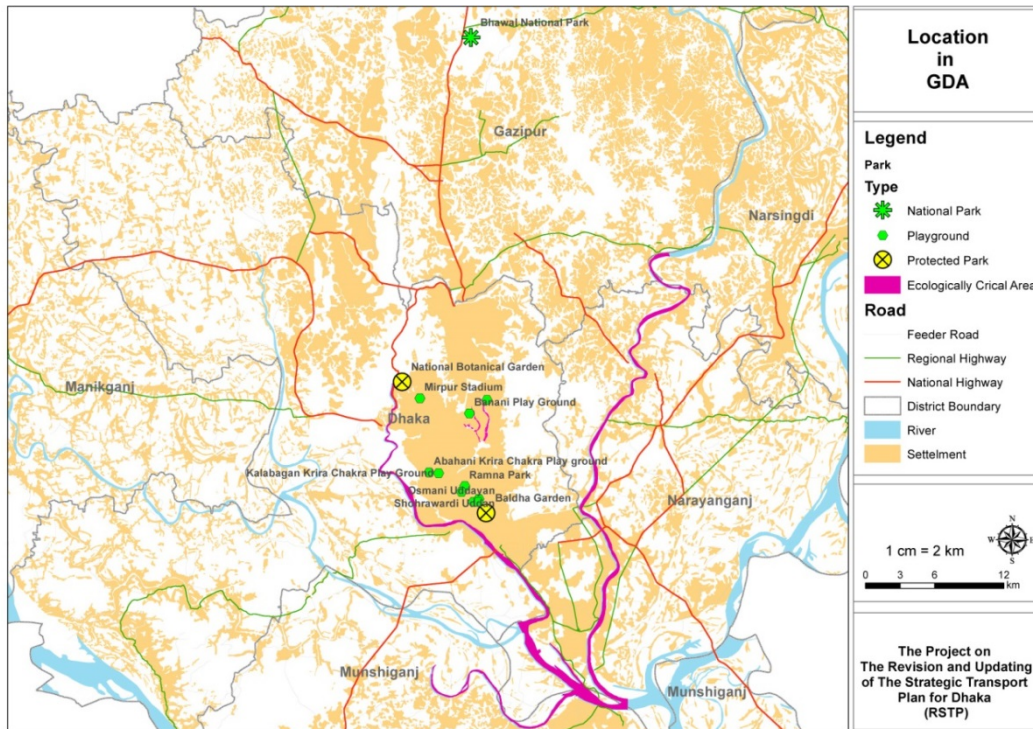 Bhawal National Park
Gazipur
Narsingdi
National Botanical Garden
Mirpur Stadium
Manikganj
Banani Play Ground
Dhaka
Abahani Krira Chakra Play ground
Kalabagan Krira Chakra Play Ground
Ramna Park
Osmani Uddayan
Baldha Garden
Shohrawardi Uddan
Narayanganj
Munshiganj
Munshiganj
Location
in
GDA
Legend
Park
Type
National Park
Playground
Protected Park
Ecologically Crical Area
Road
Feeder Road
Regional Highway
National Highway
District Boundary
River
Settelment
N
W
E
S
1 cm = 2 km
0 3 6 12
km
The Project on
The Revision and Updating
of The Strategic Transport
Plan for Dhaka
(RSTP)